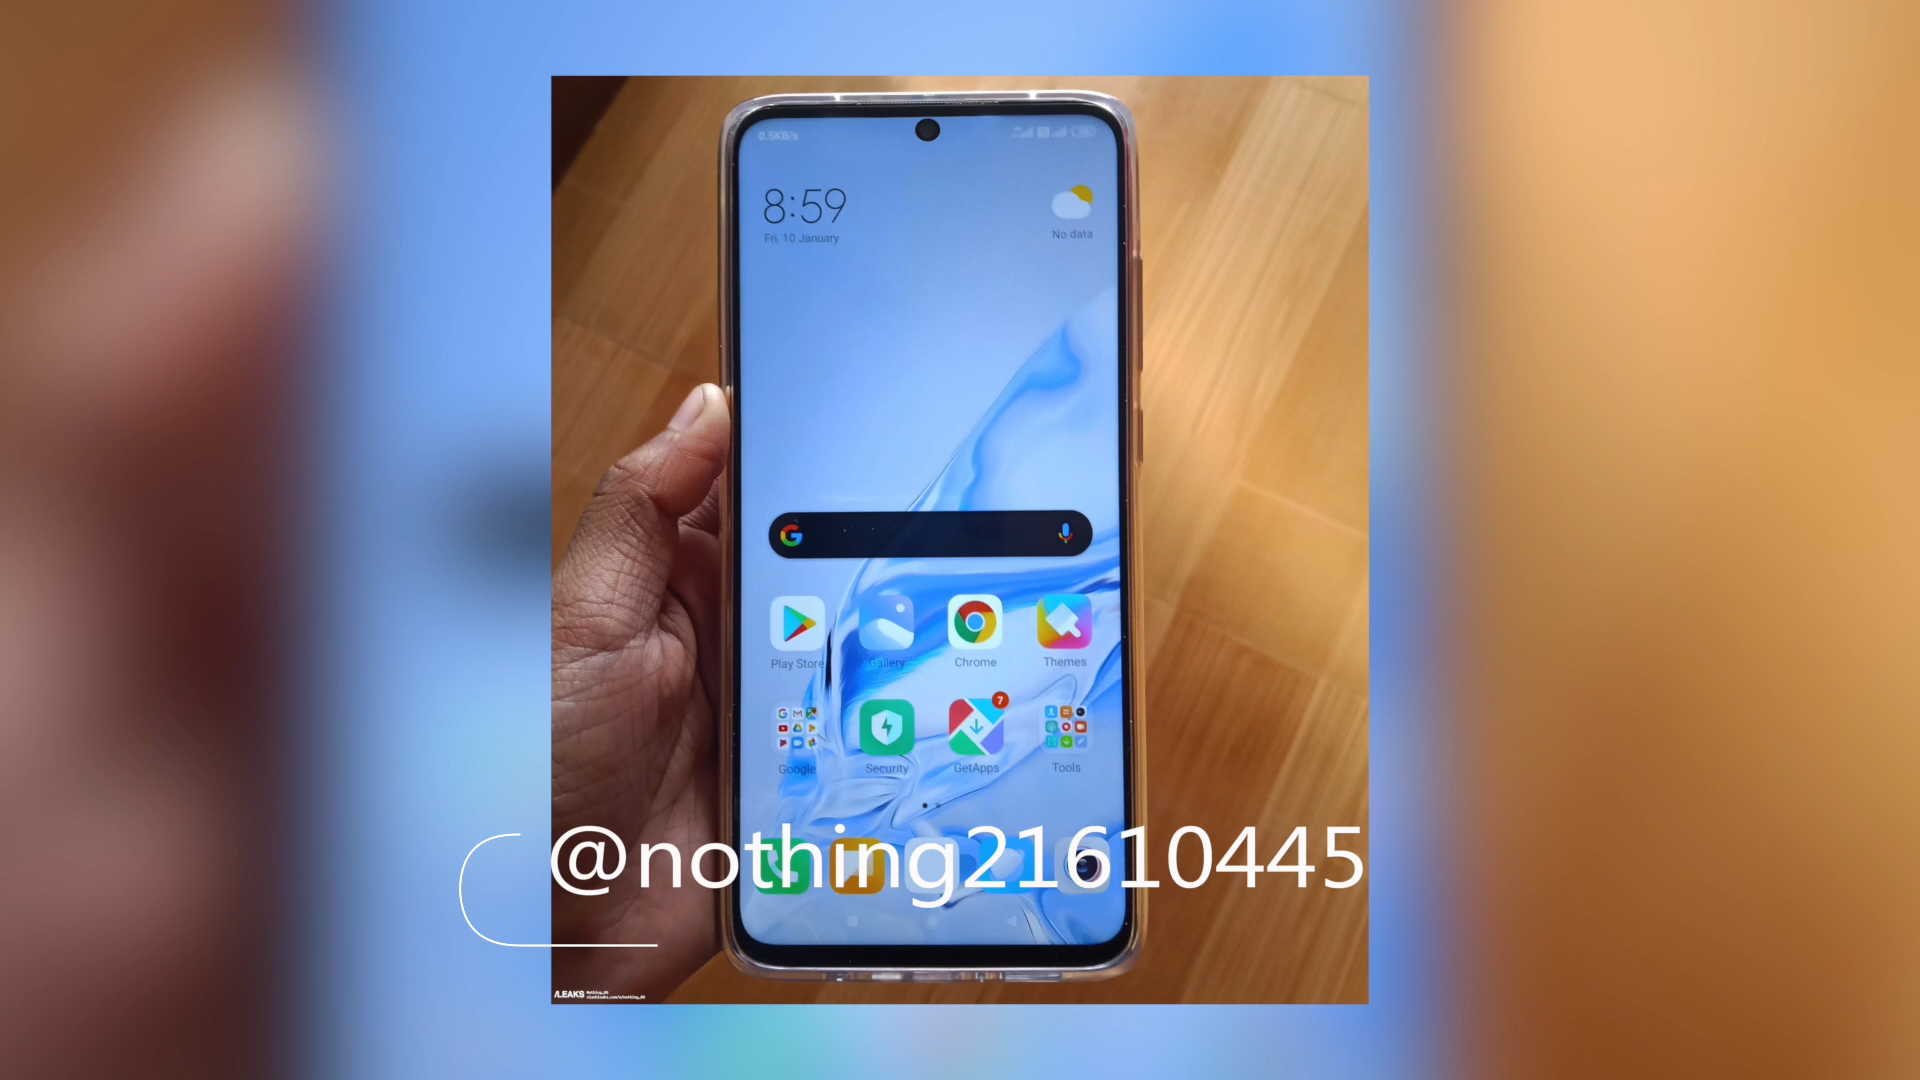 0.5KB/s
8:59
Fri, 10 January
No data
Play Store
Gallery
Chrome
Themes
7
Google
Security
GetApps
Tools
@nothing21610445
/LEAKS